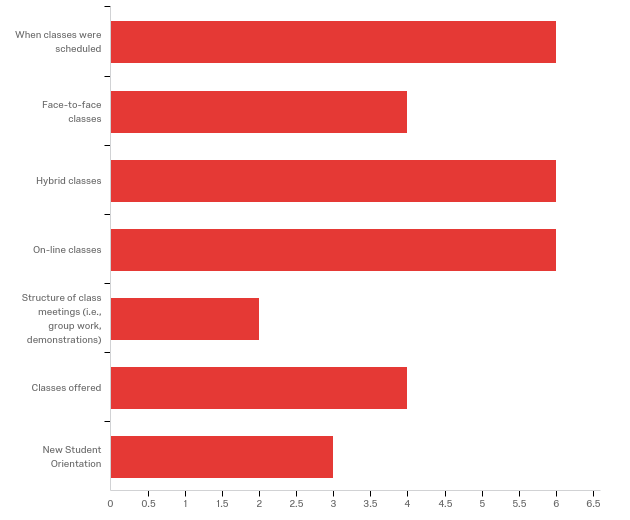 When classes were
scheduled
Face-to-face
classes
Hybrid classes
On-line classes
Structure of class
meetings (i.e.,
group work,
demonstrations)
Classes offered
New Student
Orientation
0 0.5 1 1.5 2 2.5 3 3.5 4 4.5 5 5.5 6 6.5